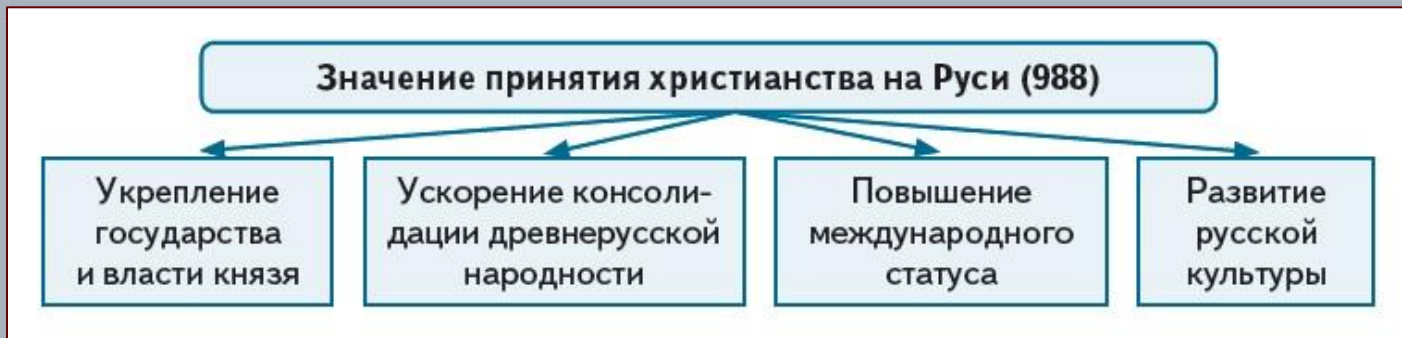 Значение принятия христианства на Руси (988)
Укрепление
государства
и власти князя
Ускорение консоли-
дации древнерусской
народности
Повышение
международного
статуса
Развитие
русской
культуры